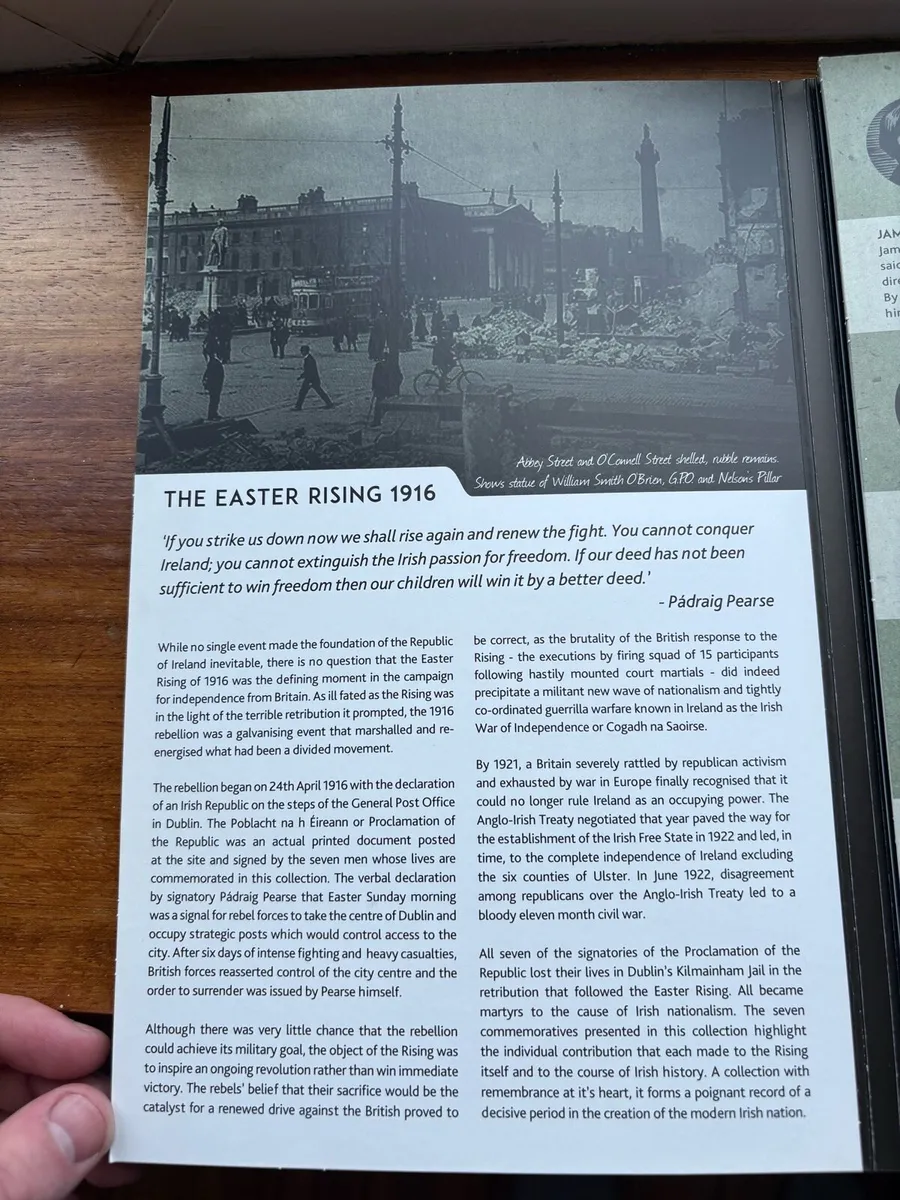 Abbey Street and O'Connell Street shelled, rubble remains.
Shows statue of William Smith O'Brien, G.P.O. and Nelson's Pillar
THE EASTER RISING 1916
'If you strike us down now we shall rise again and renew the fight. You cannot conquer
Ireland; you cannot extinguish the Irish passion for freedom. If our deed has not been
sufficient to win freedom then our children will win it by a better deed.'
- Pádraig Pearse
While no single event made the foundation of the Republic
of Ireland inevitable, there is no question that the Easter
Rising of 1916 was the defining moment in the campaign
for independence from Britain. As ill fated as the Rising was
in the light of the terrible retribution it prompted, the 1916
rebellion was a galvanising event that marshalled and re-
energised what had been a divided movement.
The rebellion began on 24th April 1916 with the declaration
of an Irish Republic on the steps of the General Post Office
in Dublin. The Poblacht na h Éireann or Proclamation of
the Republic was an actual printed document posted
at the site and signed by the seven men whose lives are
commemorated in this collection. The verbal declaration
by signatory Pádraig Pearse that Easter Sunday morning
was a signal for rebel forces to take the centre of Dublin and
occupy strategic posts which would control access to the
city. After six days of intense fighting and heavy casualties,
British forces reasserted control of the city centre and the
order to surrender was issued by Pearse himself.
Although there was very little chance that the rebellion
could achieve its military goal, the object of the Rising was
to inspire an ongoing revolution rather than win immediate
victory. The rebels' belief that their sacrifice would be the
catalyst for a renewed drive against the British proved to
be correct, as the brutality of the British response to the
Rising - the executions by firing squad of 15 participants
following hastily mounted court martials - did indeed
precipitate a militant new wave of nationalism and tightly
co-ordinated guerrilla warfare known in Ireland as the Irish
War of Independence or Cogadh na Saoirse.
By 1921, a Britain severely rattled by republican activism
and exhausted by war in Europe finally recognised that it
could no longer rule Ireland as an occupying power. The
Anglo-Irish Treaty negotiated that year paved the way for
the establishment of the Irish Free State in 1922 and led, in
time, to the complete independence of Ireland excluding
the six counties of Ulster. In June 1922, disagreement
among republicans over the Anglo-Irish Treaty led to a
bloody eleven month civil war.
All seven of the signatories of the Proclamation of the
Republic lost their lives in Dublin's Kilmainham Jail in the
retribution that followed the Easter Rising. All became
martyrs to the cause of Irish nationalism. The seven
commemoratives presented in this collection highlight
the individual contribution that each made to the Rising
itself and to the course of Irish history. A collection with
remembrance at it's heart, it forms a poignant record of a
decisive period in the creation of the modern Irish nation.
JAM
Jam
said
dire
By
him